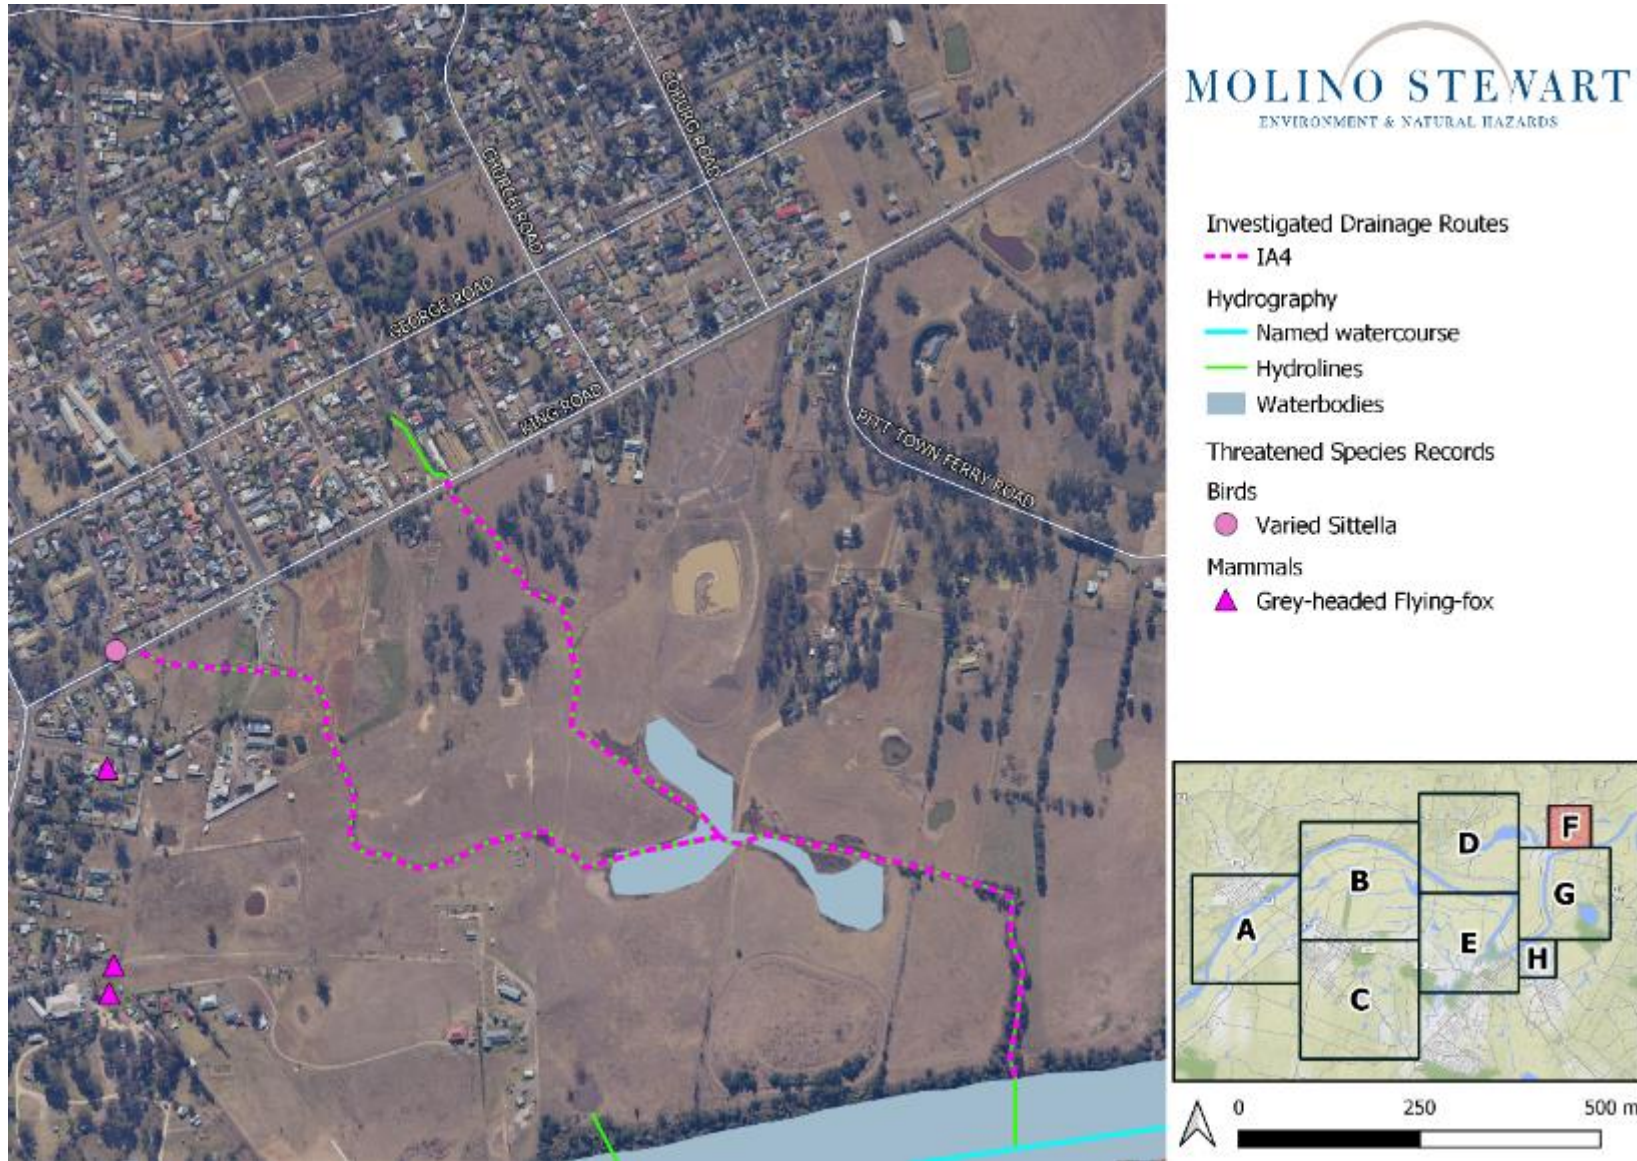 COBURG ROAD
CHURCH ROAD
GEORGE ROAD
KING ROAD
PITT TOWN FERRY ROAD
MOLINO STEWART
ENVIRONMENT & NATURAL HAZARDS
Investigated Drainage Routes
IA4
Hydrography
Named watercourse
Hydrolines
Waterbodies
Threatened Species Records
Birds
Varied Sittella
Mammals
Grey-headed Flying-fox
A
B
C
D
E
F
G
H
0 250 500 m